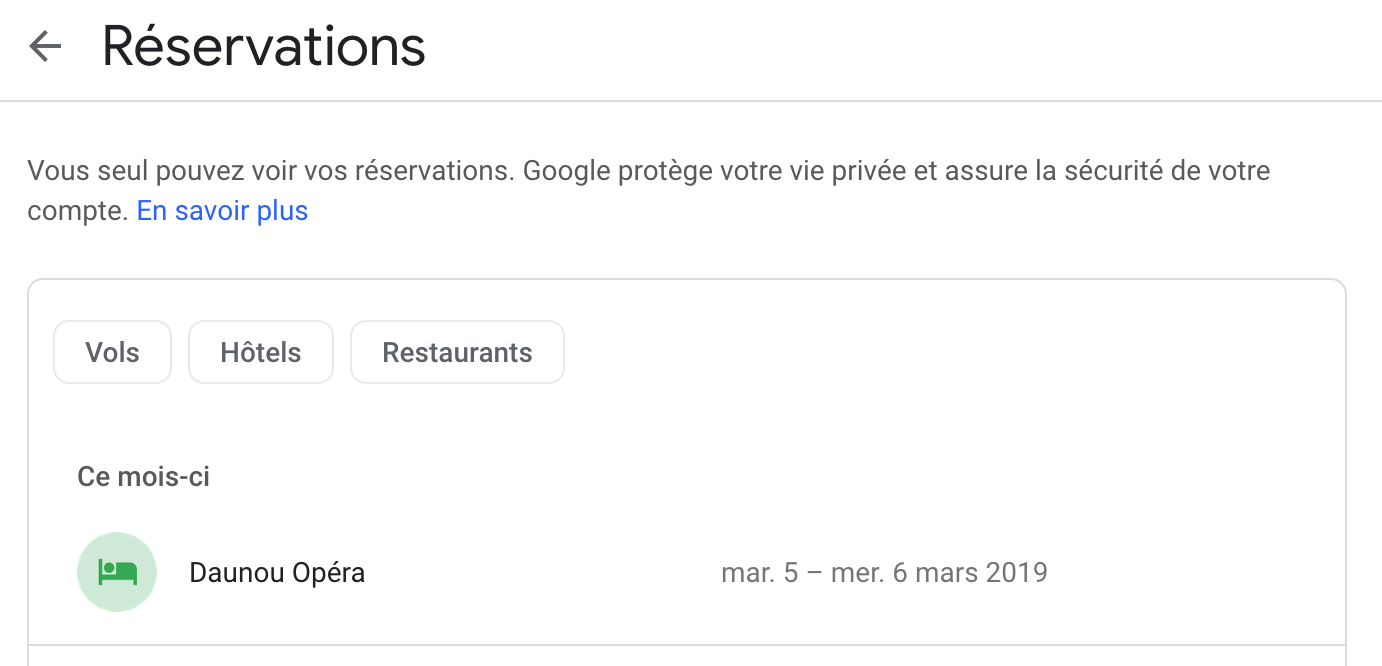 Réservations
Vous seul pouvez voir vos réservations. Google protège votre vie privée et assure la sécurité de votre
compte. En savoir plus
Vols Hôtels Restaurants
Ce mois-ci
Daunou Opéra mar. 5 – mer. 6 mars 2019